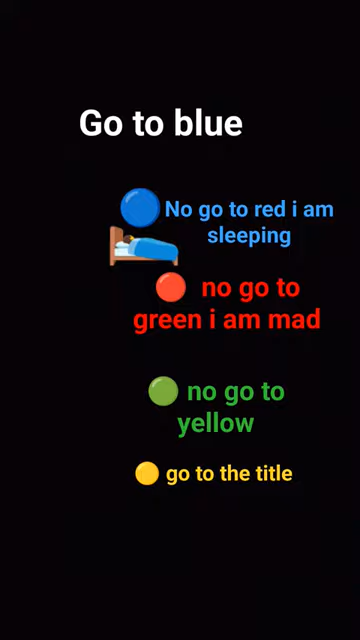 Go to blue
No go to red i am
sleeping
no go to
green i am mad
no go to
yellow
go to the title